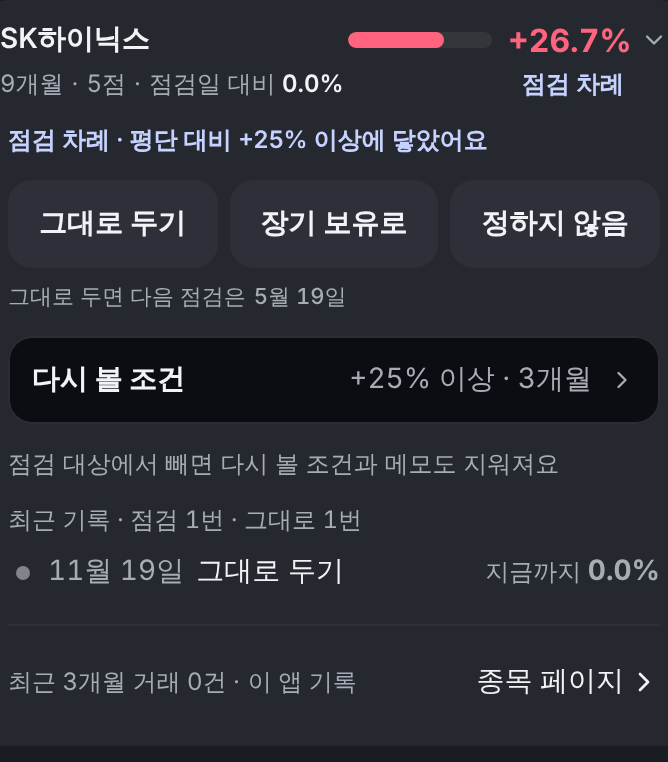 SK하이닉스 +26.7%
9개월 · 5점 · 점검일 대비 0.0% 점검 차례
점검 차례 · 평단 대비 +25% 이상에 닿았어요
그대로 두기 장기 보유로 정하지 않음
그대로 두면 다음 점검은 5월 19일
다시 볼 조건 +25% 이상 · 3개월
점검 대상에서 빼면 다시 볼 조건과 메모도 지워져요
최근 기록 · 점검 1번 · 그대로 1번
11월 19일 그대로 두기 지금까지 0.0%
최근 3개월 거래 0건 · 이 앱 기록 종목 페이지